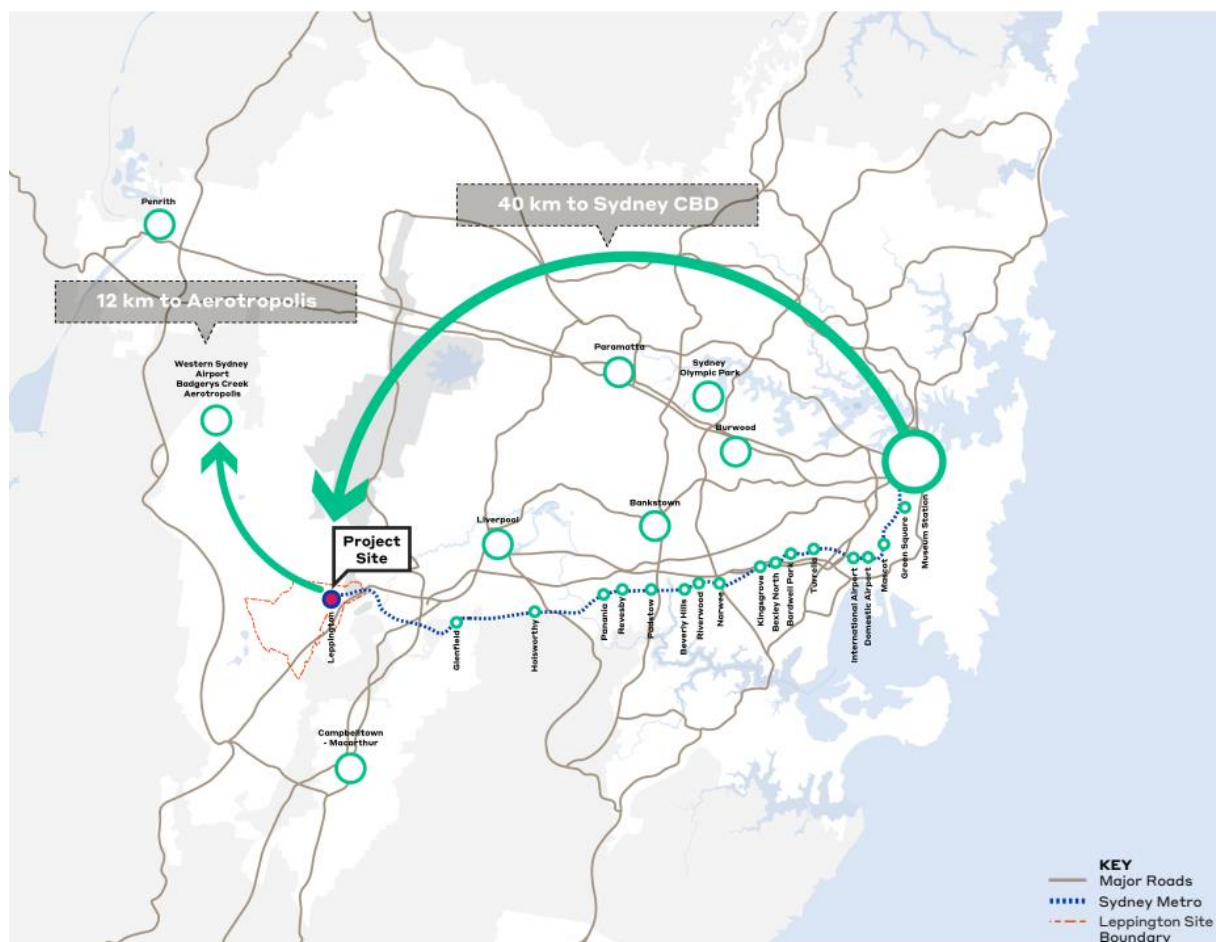 40 km to Sydney CBD
Penrith
12 km to Aerotropolis
Western Sydney
Airport
Badgerys Creek
Aerotropolis
Paramatta
Sydney
Olympic Park
Burwood
Bankstown
Liverpool
Project
Site
Leppington
Glenfield
Holsworthy
Panania
Revesby
Padstow
Beverly Hills
Riverwood
Narwee
Kingsgrove
Bexley North
Bardwell Park
Turrella
International Airport
Domestic Airport
Mascot
Green Square
Museum Station
Campbelltown
- Macarthur
KEY
Major Roads
Sydney Metro
Leppington Site
Boundary